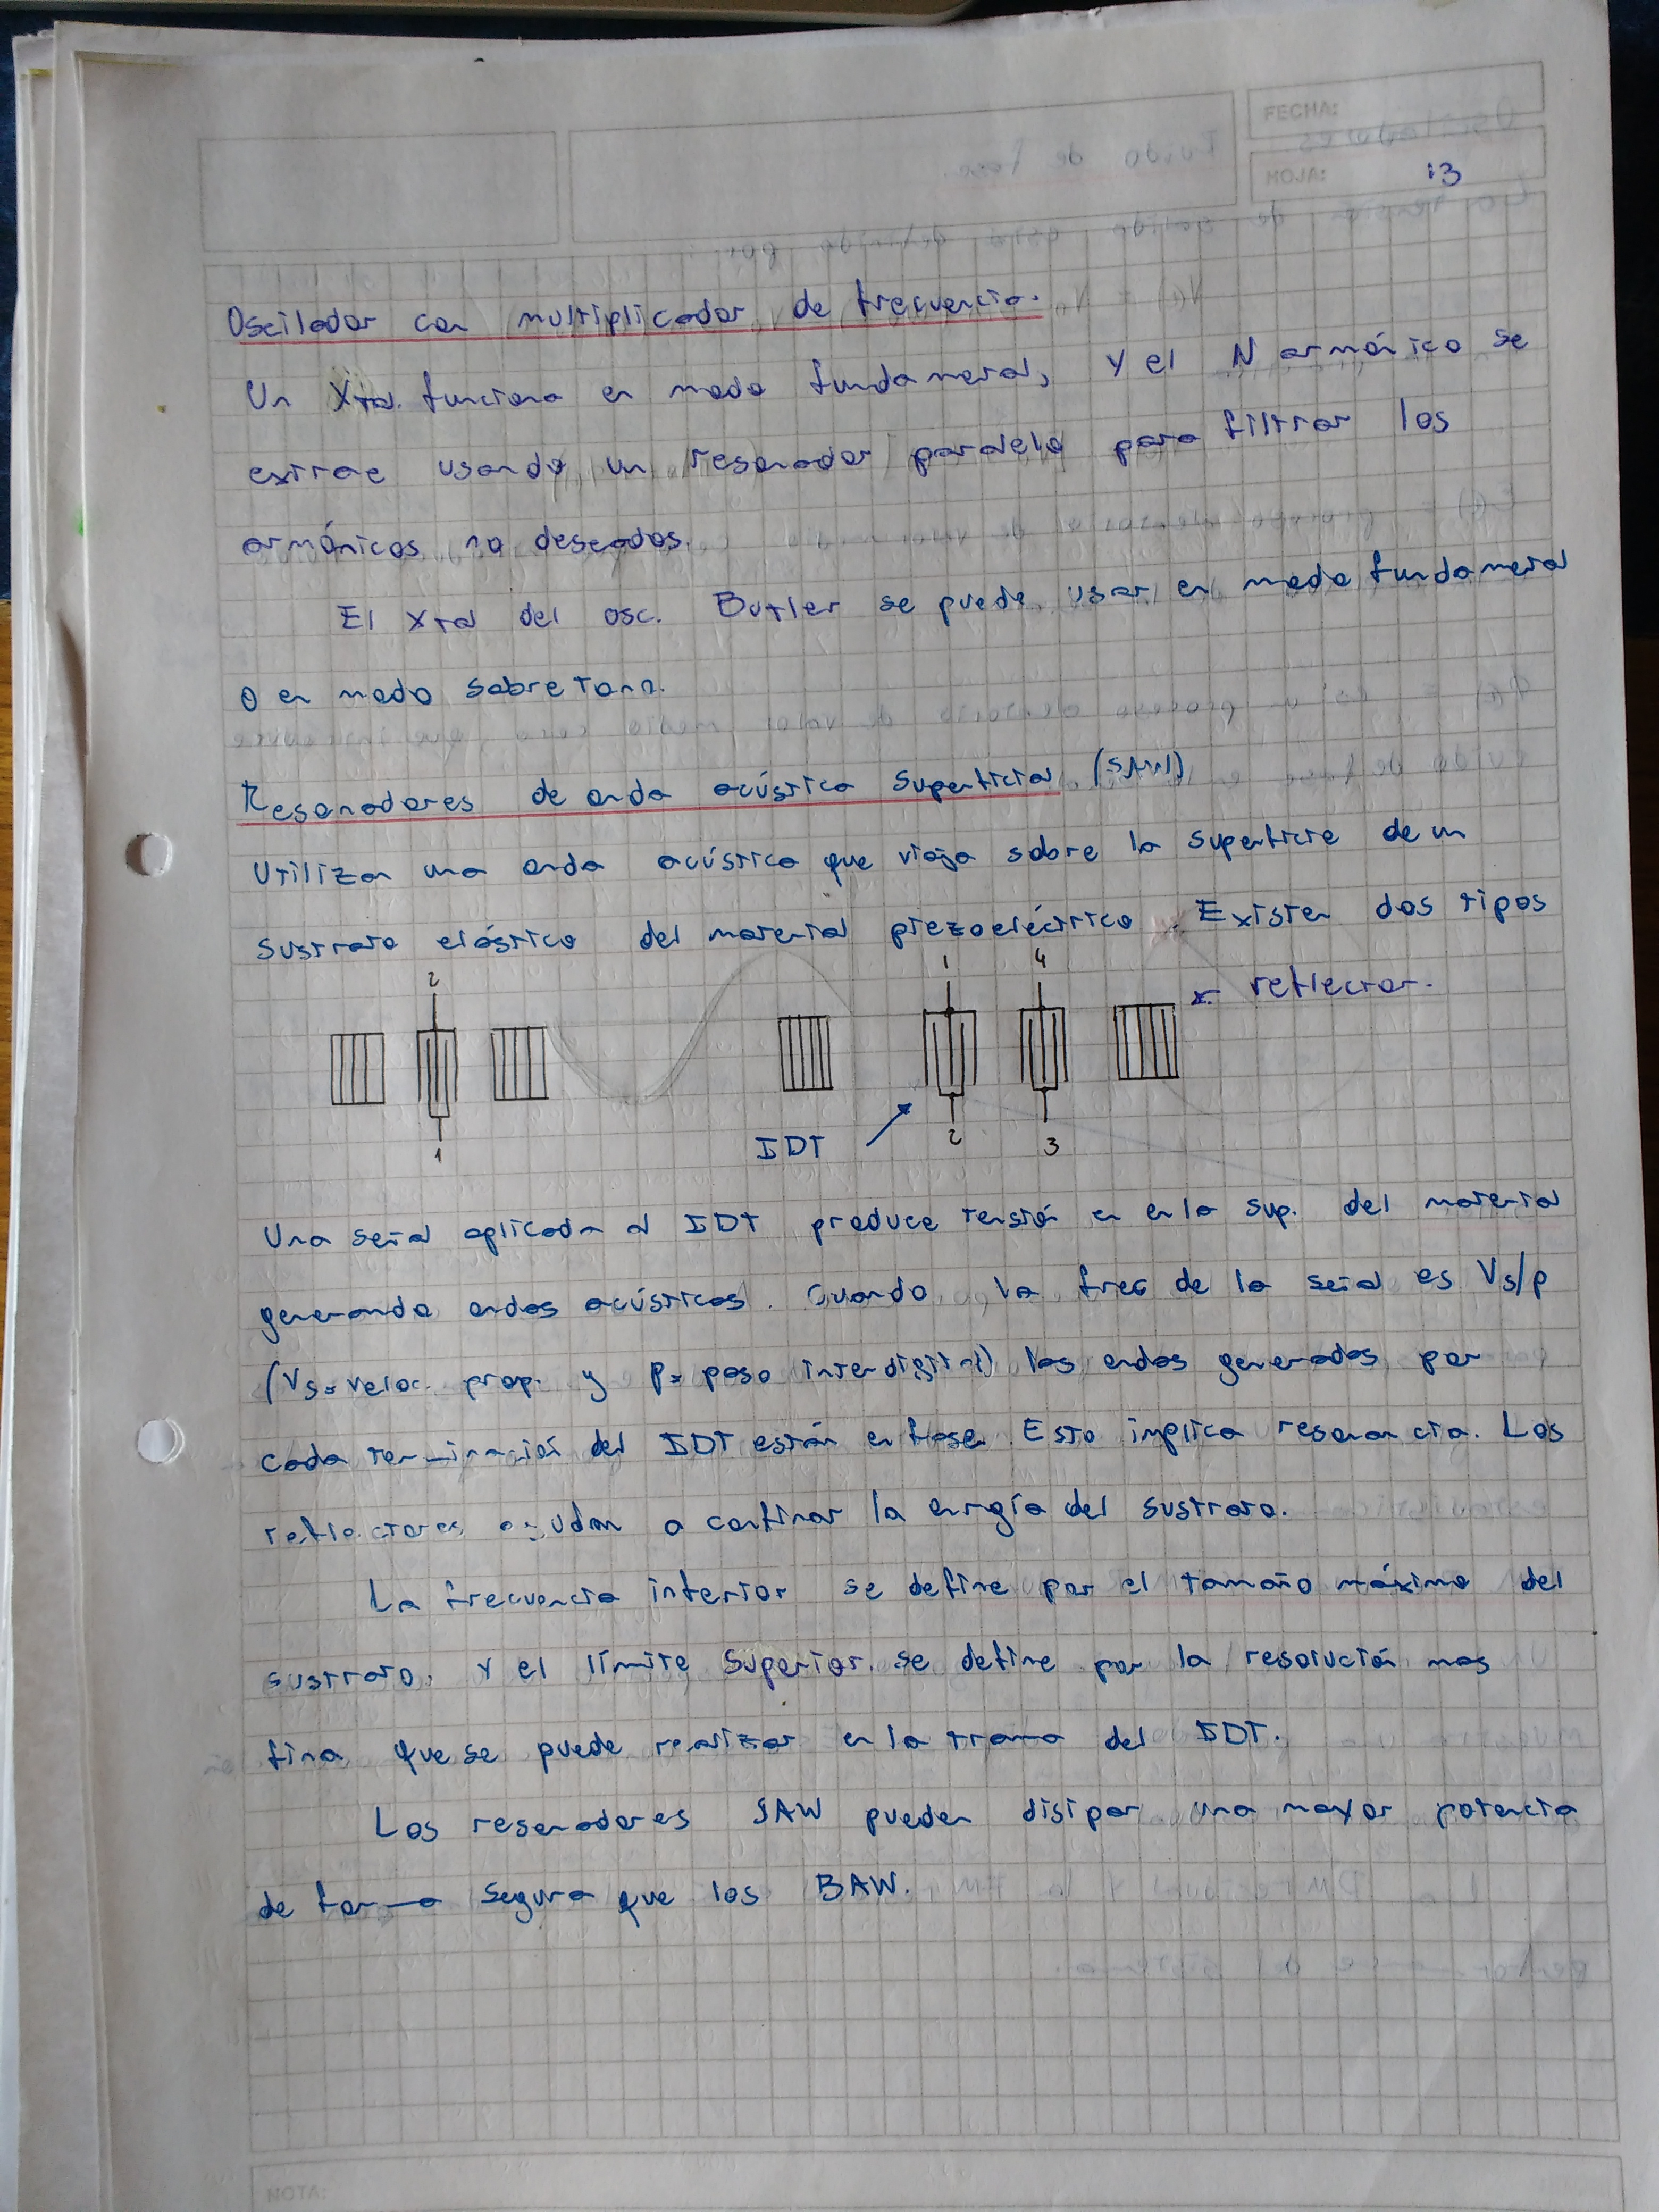 FECHA:
HOJA: 13
Oscilador con multiplicador de frecuencia.
Un Xtal funciona en modo fundamental, y el N armónico se
extrae usando un resonador paralelo para filtrar los
armónicos no deseados.
El xtal del osc. Butler se puede usar en modo fundamental
o en modo sobretono.
Resonadores de onda acústica superficial (SAW)
Utilizan una onda acústica que viaja sobre la superficie de un
sustrato elástico del material piezoeléctrico. Existen dos tipos
2 1 4
reflector.
IDT
1 2 3
Una señal aplicada al IDT produce tensión en en la sup. del material
generando ondas acústicas. Cuando la frec de la señal es Vs/p
(Vs = veloc. prop. y p = paso interdigital) las ondas generadas por
cada terminación del IDT están en fase. Esto implica resonancia. Los
reflectores ayudan a confinar la enrgía del sustrato.
La frecuencia inferior se define por el tamaño máximo del
sustrato. Y el límite superior se define por la resolución mas
fina que se puede realizar en la trama del IDT.
Los resonadores SAW pueden disipar una mayor potencia
de forma segura que los BAW.
NOTA: